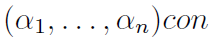 (α₁, . . . , αₙ)con